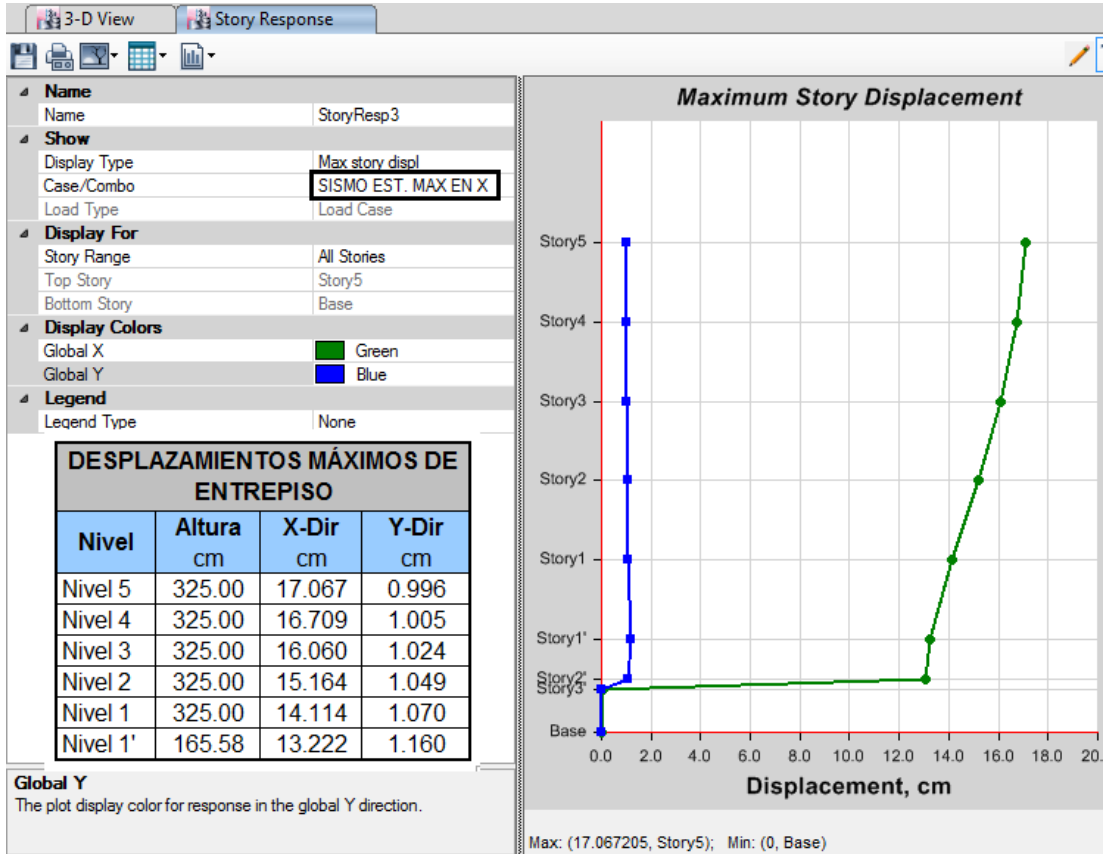 3-D View
Story Response
Name
Name StoryResp3
Show
Display Type Max story displ
Case/Combo SISMO EST. MAX EN X
Load Type Load Case
Display For
Story Range All Stories
Top Story Story5
Bottom Story Base
Display Colors
Global X Green
Global Y Blue
Legend
Legend Type None
DESPLAZAMIENTOS MÁXIMOS DE
ENTREPISO
Nivel Altura X-Dir Y-Dir
cm cm cm
Nivel 5 325.00 17.067 0.996
Nivel 4 325.00 16.709 1.005
Nivel 3 325.00 16.060 1.024
Nivel 2 325.00 15.164 1.049
Nivel 1 325.00 14.114 1.070
Nivel 1' 165.58 13.222 1.160
Global Y
The plot display color for response in the global Y direction.
Maximum Story Displacement
Story5
Story4
Story3
Story2
Story1
Story1'
Story2'
Story3'
Base
0.0 2.0 4.0 6.0 8.0 10.0 12.0 14.0 16.0 18.0 20.
Displacement, cm
Max: (17.067205, Story5); Min: (0, Base)